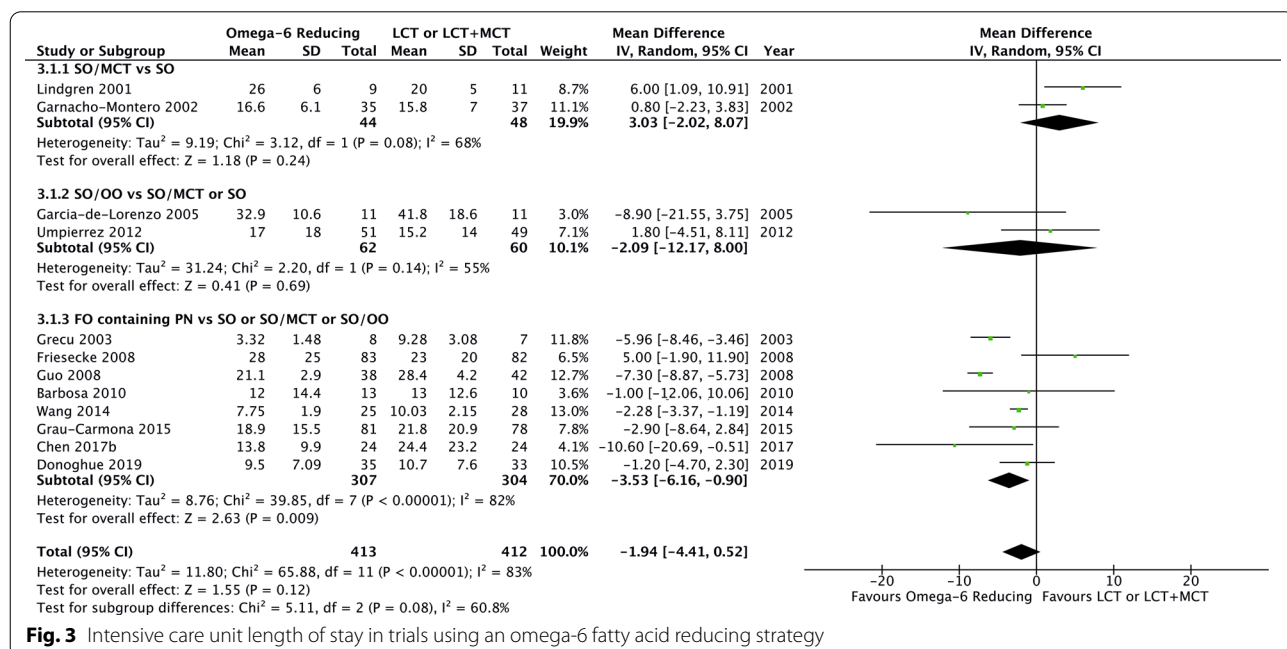 Omega-6 Reducing LCT or LCT+MCT Mean Difference Mean Difference
Study or Subgroup Mean SD Total Mean SD Total Weight IV, Random, 95% CI Year IV, Random, 95% CI
3.1.1 SO/MCT vs SO
Lindgren 2001 26 6 9 20 5 11 8.7% 6.00 [1.09, 10.91] 2001
Garnacho-Montero 2002 16.6 6.1 35 15.8 7 37 11.1% 0.80 [-2.23, 3.83] 2002
Subtotal (95% CI) 44 48 19.9% 3.03 [-2.02, 8.07]
Heterogeneity: Tau² = 9.19; Chi² = 3.12, df = 1 (P = 0.08); I² = 68%
Test for overall effect: Z = 1.18 (P = 0.24)
3.1.2 SO/OO vs SO/MCT or SO
Garcia-de-Lorenzo 2005 32.9 10.6 11 41.8 18.6 11 3.0% -8.90 [-21.55, 3.75] 2005
Umpierrez 2012 17 18 51 15.2 14 49 7.1% 1.80 [-4.51, 8.11] 2012
Subtotal (95% CI) 62 60 10.1% -2.09 [-12.17, 8.00]
Heterogeneity: Tau² = 31.24; Chi² = 2.20, df = 1 (P = 0.14); I² = 55%
Test for overall effect: Z = 0.41 (P = 0.69)
3.1.3 FO containing PN vs SO or SO/MCT or SO/OO
Grecu 2003 3.32 1.48 8 9.28 3.08 7 11.8% -5.96 [-8.46, -3.46] 2003
Friesecke 2008 28 25 83 23 20 82 6.5% 5.00 [-1.90, 11.90] 2008
Guo 2008 21.1 2.9 38 28.4 4.2 42 12.7% -7.30 [-8.87, -5.73] 2008
Barbosa 2010 12 14.4 13 13 12.6 10 3.6% -1.00 [-12.06, 10.06] 2010
Wang 2014 7.75 1.9 25 10.03 2.15 28 13.0% -2.28 [-3.37, -1.19] 2014
Grau-Carmona 2015 18.9 15.5 81 21.8 20.9 78 7.8% -2.90 [-8.64, 2.84] 2015
Chen 2017b 13.8 9.9 24 24.4 23.2 24 4.1% -10.60 [-20.69, -0.51] 2017
Donoghue 2019 9.5 7.09 35 10.7 7.6 33 10.5% -1.20 [-4.70, 2.30] 2019
Subtotal (95% CI) 307 304 70.0% -3.53 [-6.16, -0.90]
Heterogeneity: Tau² = 8.76; Chi² = 39.85, df = 7 (P < 0.00001); I² = 82%
Test for overall effect: Z = 2.63 (P = 0.009)
Total (95% CI) 413 412 100.0% -1.94 [-4.41, 0.52]
Heterogeneity: Tau² = 11.80; Chi² = 65.88, df = 11 (P < 0.00001); I² = 83%
Test for overall effect: Z = 1.55 (P = 0.12)
Test for subgroup differences: Chi² = 5.11, df = 2 (P = 0.08), I² = 60.8%
-20 -10 0 10 20
Favours Omega-6 Reducing Favours LCT or LCT+MCT
Fig. 3 Intensive care unit length of stay in trials using an omega-6 fatty acid reducing strategy